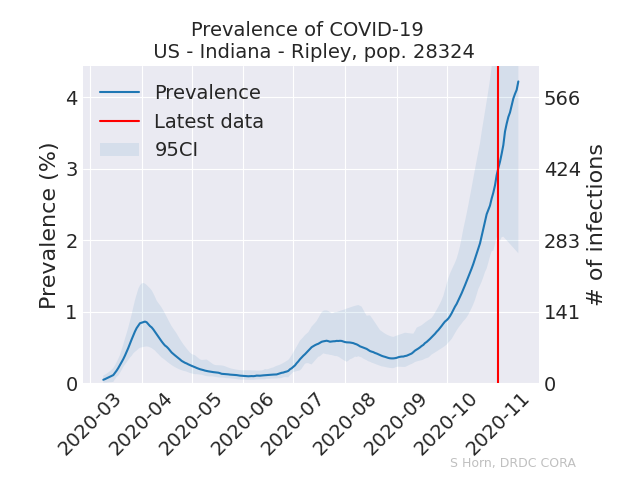 Prevalence of COVID-19
US - Indiana - Ripley, pop. 28324
Prevalence
Latest data
95CI
Prevalence (%)
4
3
2
1
0
566
424
283
141
0
# of infections
2020-03
2020-04
2020-05
2020-06
2020-07
2020-08
2020-09
2020-10
2020-11
S Horn, DRDC CORA